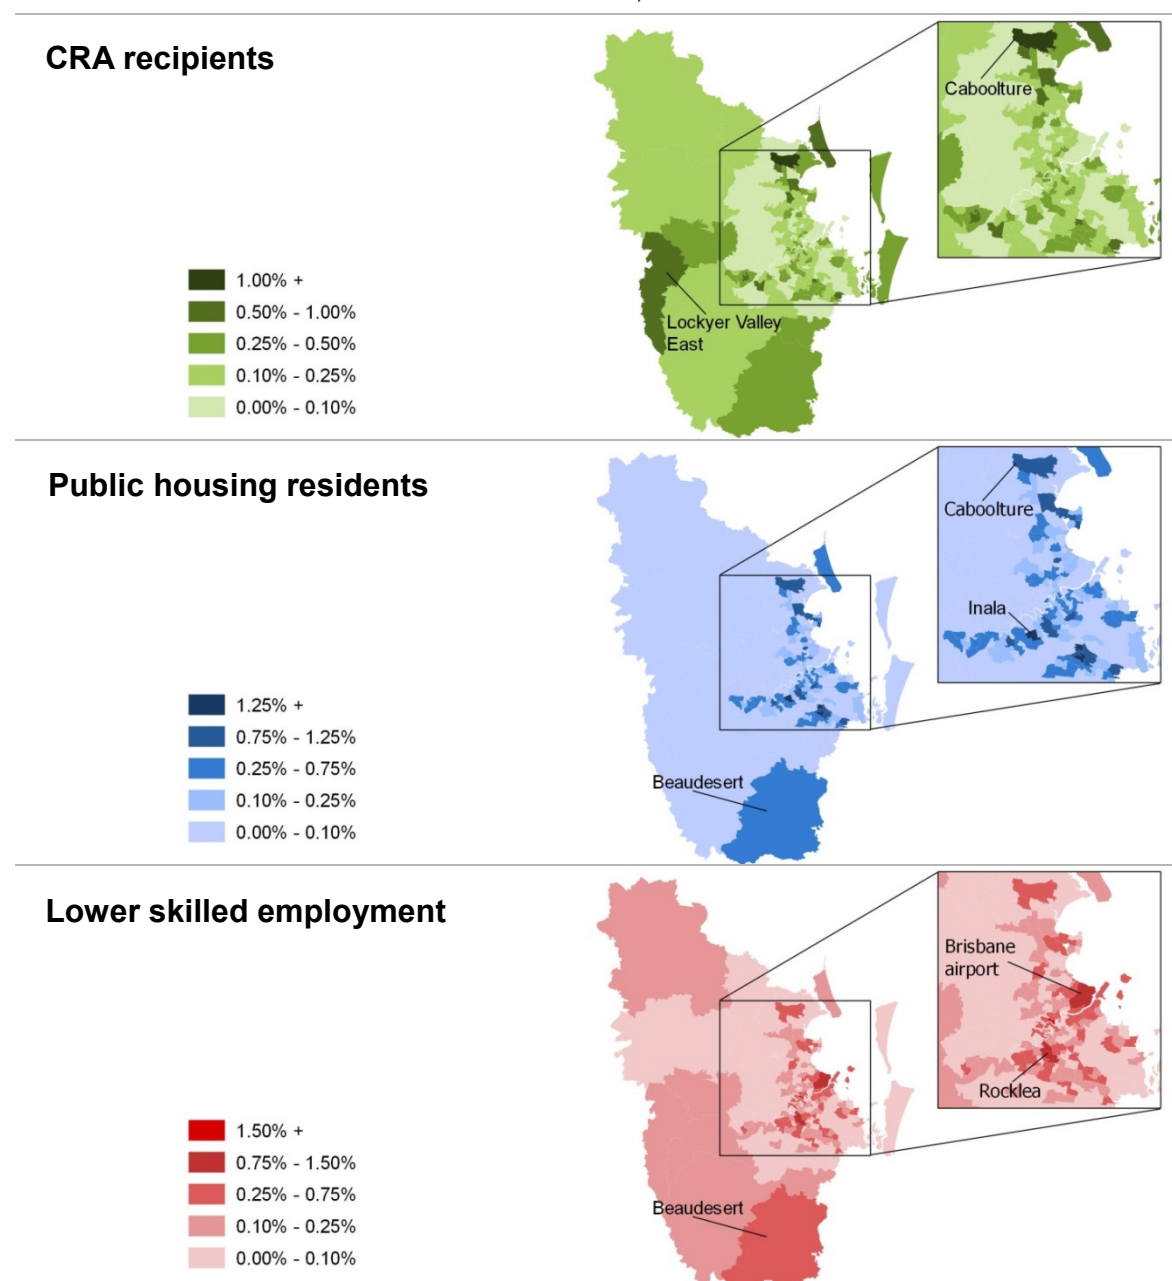 CRA recipients
Caboolture
Lockyer Valley
East
1.00% +
0.50% - 1.00%
0.25% - 0.50%
0.10% - 0.25%
0.00% - 0.10%
Public housing residents
Caboolture
Inala
Beaudesert
1.25% +
0.75% - 1.25%
0.25% - 0.75%
0.10% - 0.25%
0.00% - 0.10%
Lower skilled employment
Brisbane
airport
Rocklea
Beaudesert
1.50% +
0.75% - 1.50%
0.25% - 0.75%
0.10% - 0.25%
0.00% - 0.10%